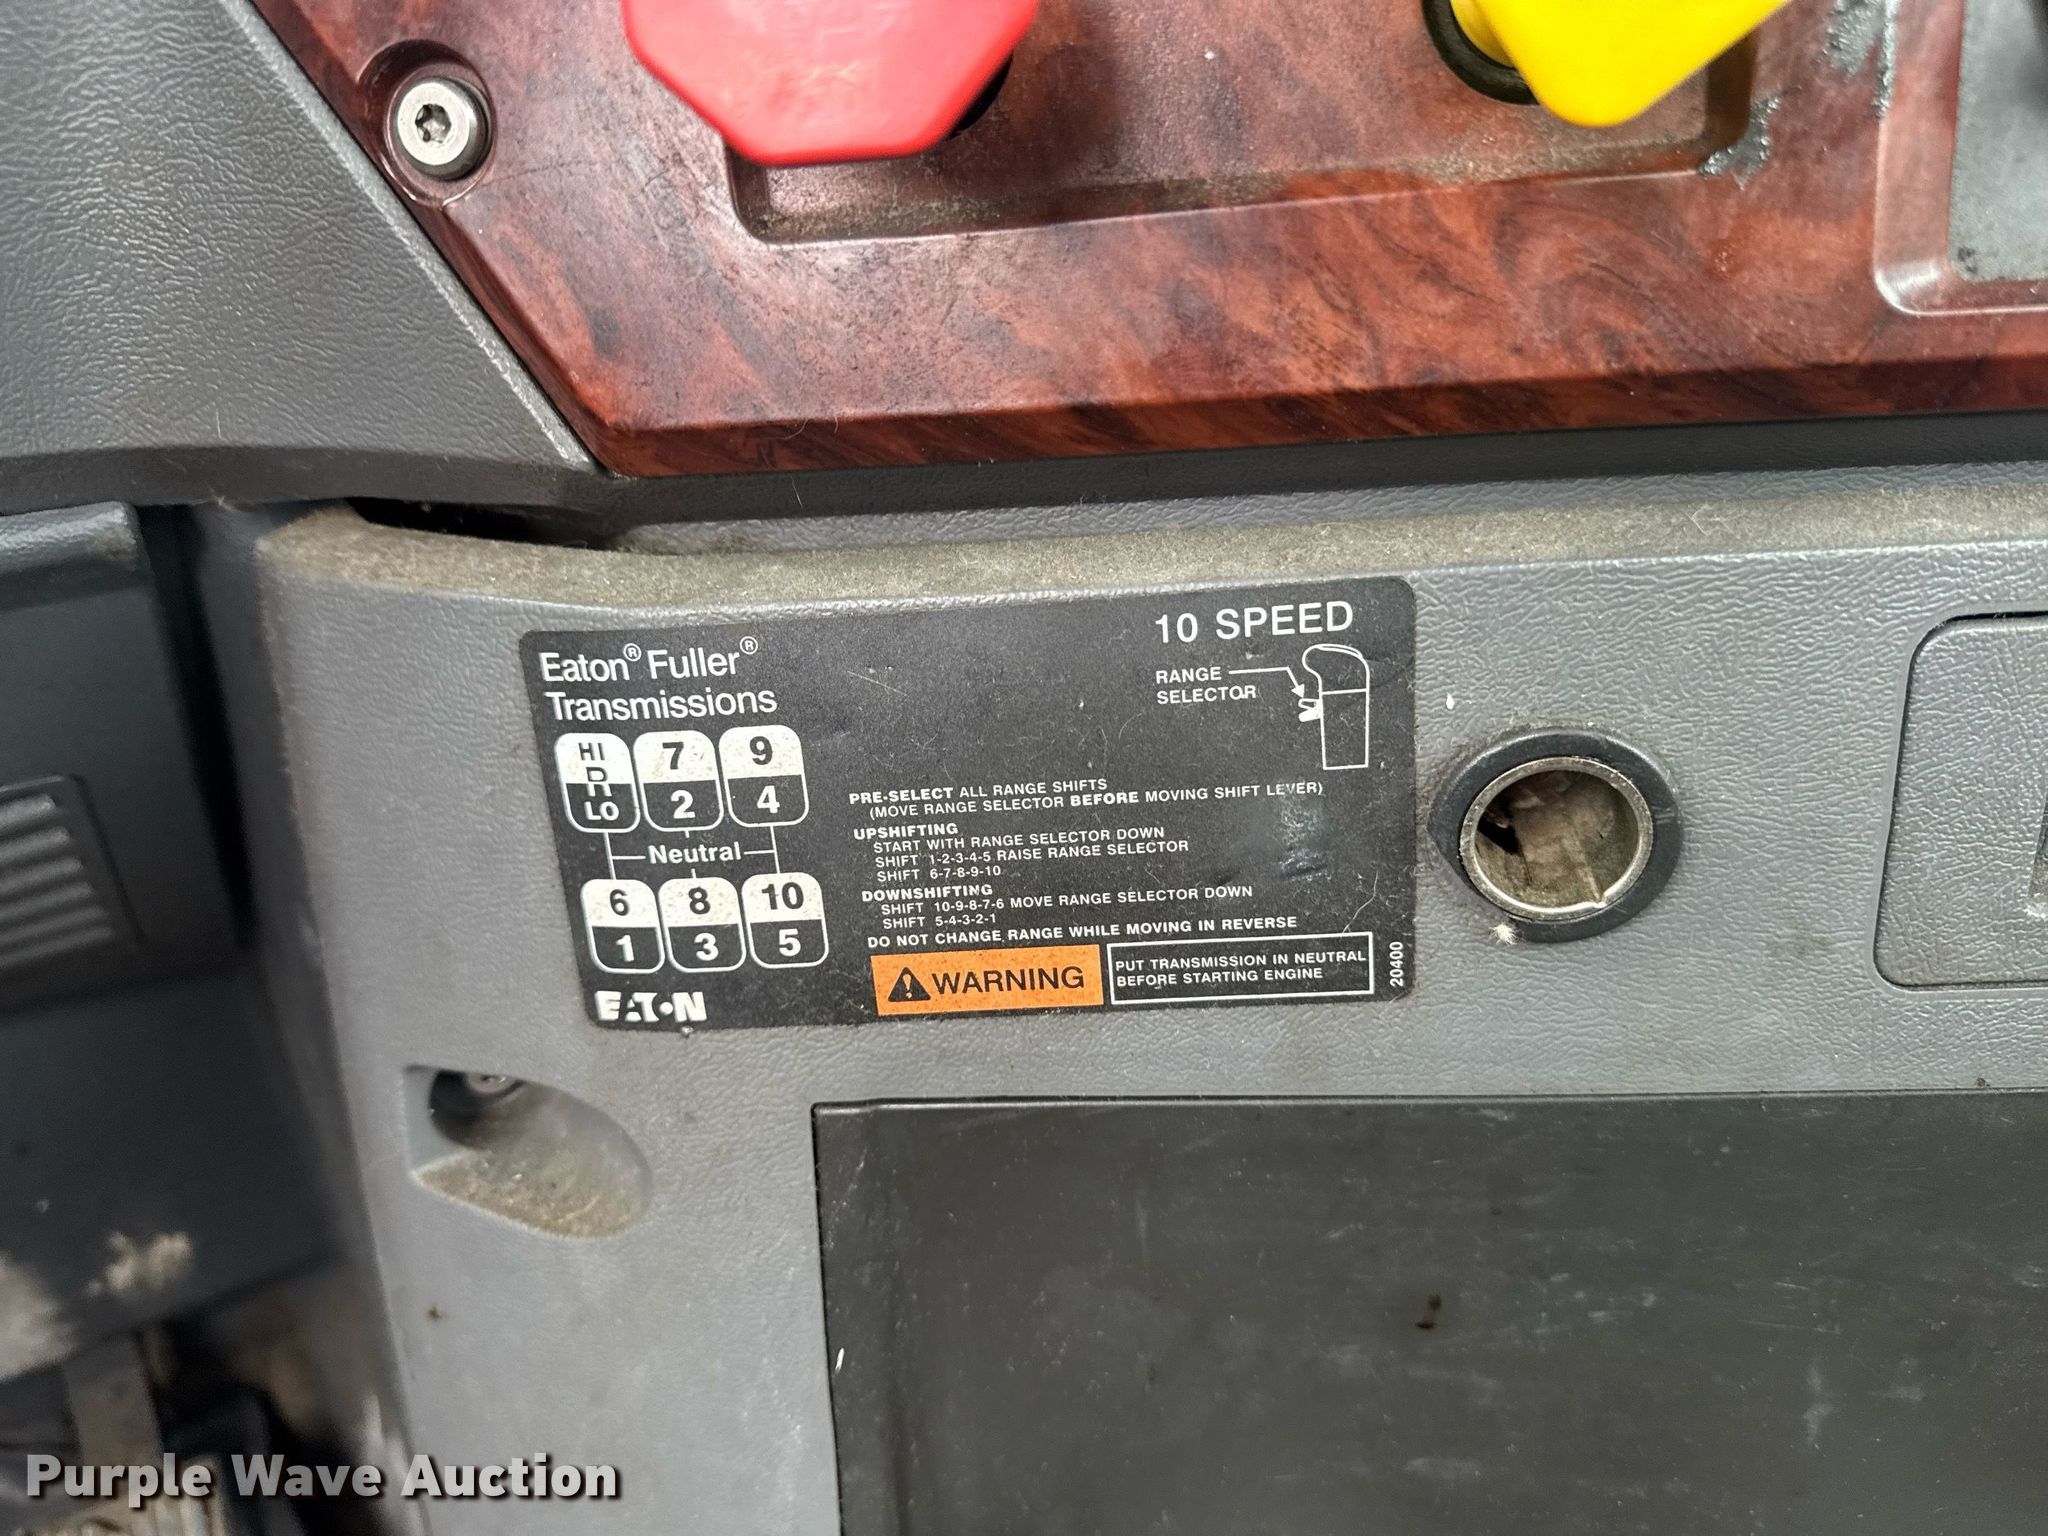 10 SPEED
Eaton® Fuller®
Transmissions
RANGE
SELECTOR
HI
R
LO
7
2
9
4
Neutral
6
1
8
3
10
5
EATON
PRE-SELECT ALL RANGE SHIFTS
(MOVE RANGE SELECTOR BEFORE MOVING SHIFT LEVER)
UPSHIFTING
START WITH RANGE SELECTOR DOWN
SHIFT 1-2-3-4-5 RAISE RANGE SELECTOR
SHIFT 6-7-8-9-10
DOWNSHIFTING
SHIFT 10-9-8-7-6 MOVE RANGE SELECTOR DOWN
SHIFT 5-4-3-2-1
DO NOT CHANGE RANGE WHILE MOVING IN REVERSE
WARNING
PUT TRANSMISSION IN NEUTRAL
BEFORE STARTING ENGINE
20400
Purple Wave Auction